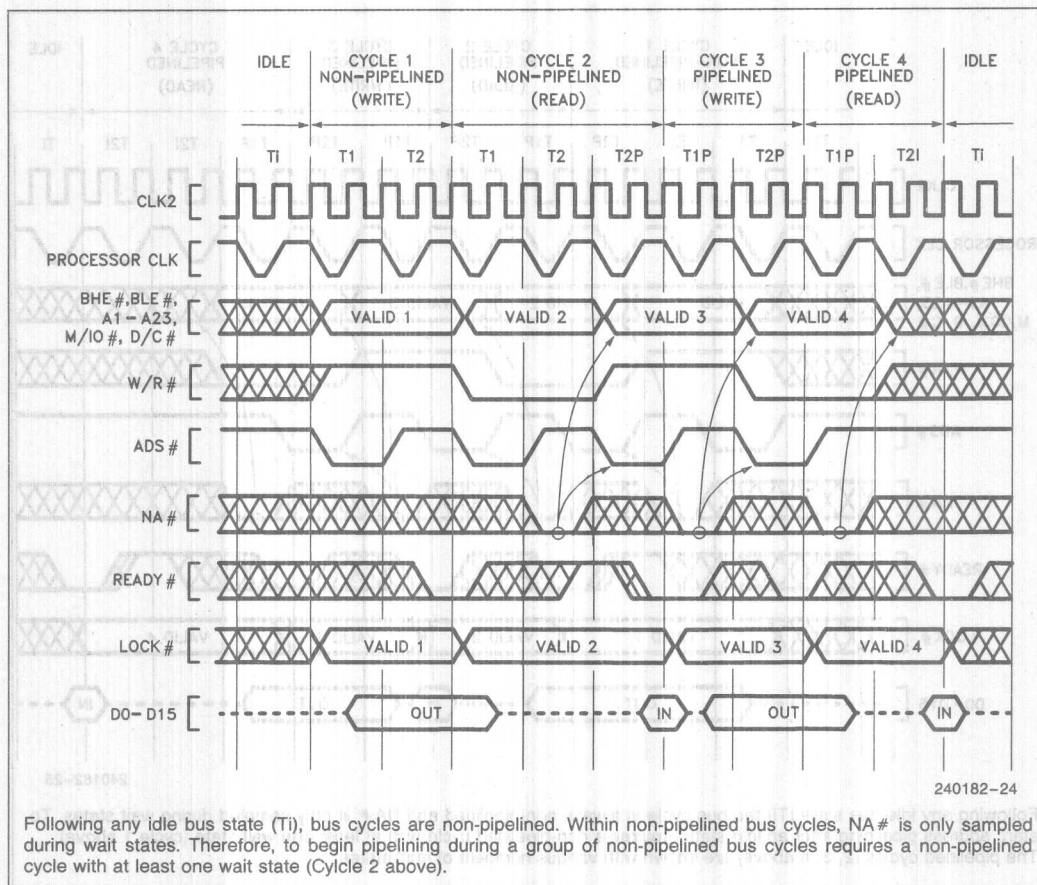 IDLE CYCLE 1 CYCLE 2 CYCLE 3 CYCLE 4 IDLE
NON-PIPELINED NON-PIPELINED PIPELINED PIPELINED
(WRITE) (READ) (WRITE) (READ)
Ti T1 T2 T1 T2 T2P T1P T2P T1P T2I Ti
CLK2
PROCESSOR CLK
BHE #,BLE #,
A1-A23,
M/IO #, D/C #
VALID 1 VALID 2 VALID 3 VALID 4
W/R #
ADS #
NA #
READY #
LOCK #
VALID 1 VALID 2 VALID 3 VALID 4
DO-D15
OUT IN OUT IN
240182-24
Following any idle bus state (Ti), bus cycles are non-pipelined. Within non-pipelined bus cycles, NA# is only sampled
during wait states. Therefore, to begin pipelining during a group of non-pipelined bus cycles requires a non-pipelined
cycle with at least one wait state (Cylcle 2 above).